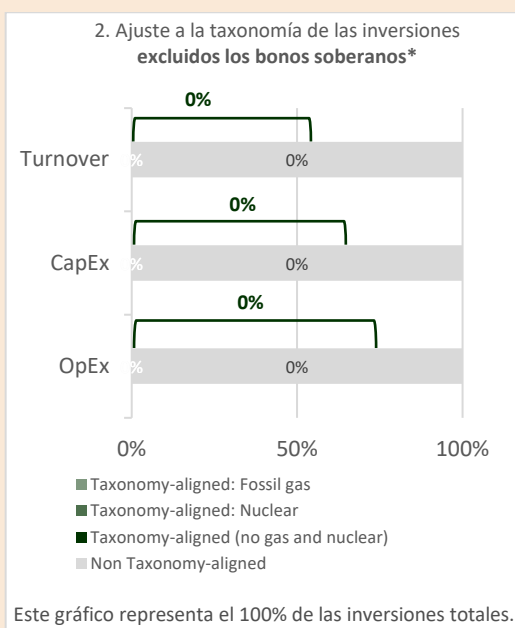 2. Ajuste a la taxonomía de las inversiones
excluidos los bonos soberanos*
0%
Turnover % 0%
0%
CapEx % 0%
0%
OpEx % 0%
0% 50% 100%
Taxonomy-aligned: Fossil gas
Taxonomy-aligned: Nuclear
Taxonomy-aligned (no gas and nuclear)
Non Taxonomy-aligned
Este gráfico representa el 100% de las inversiones totales.